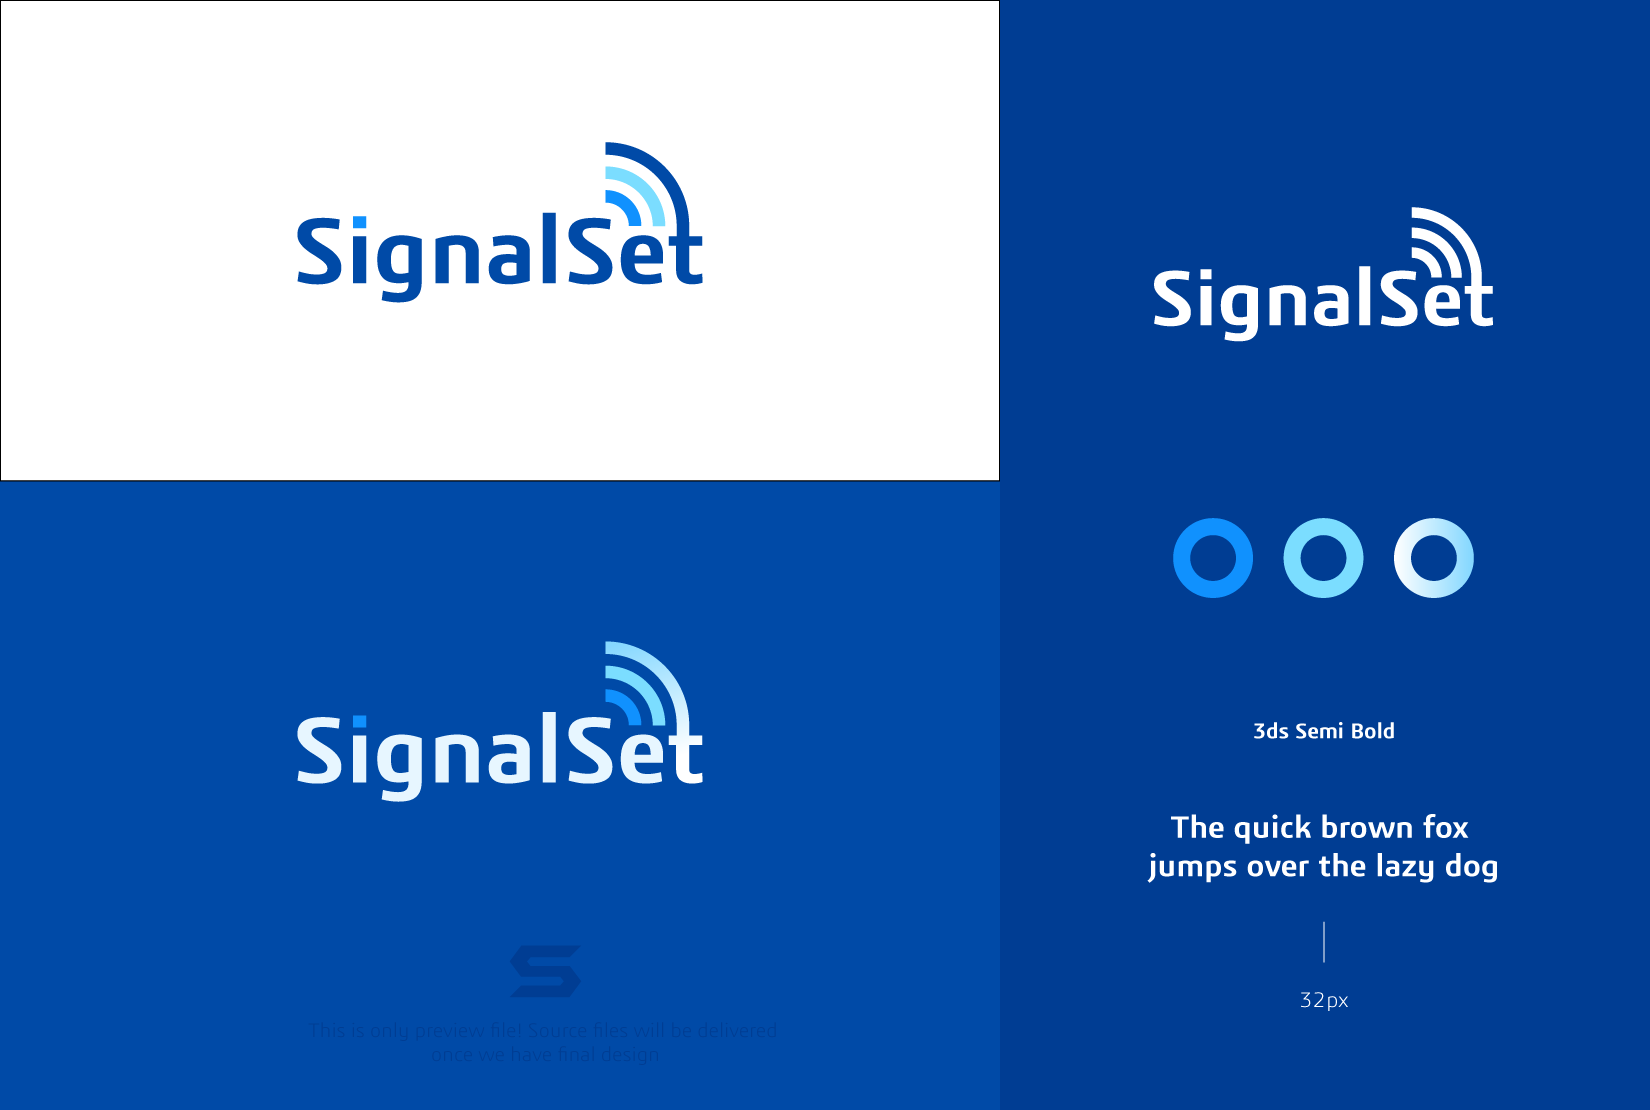 SignalSet
SignalSet
This is only preview file! Source files will be delivered
once we have final design
SignalSet
3ds Semi Bold
The quick brown fox
jumps over the lazy dog
32px